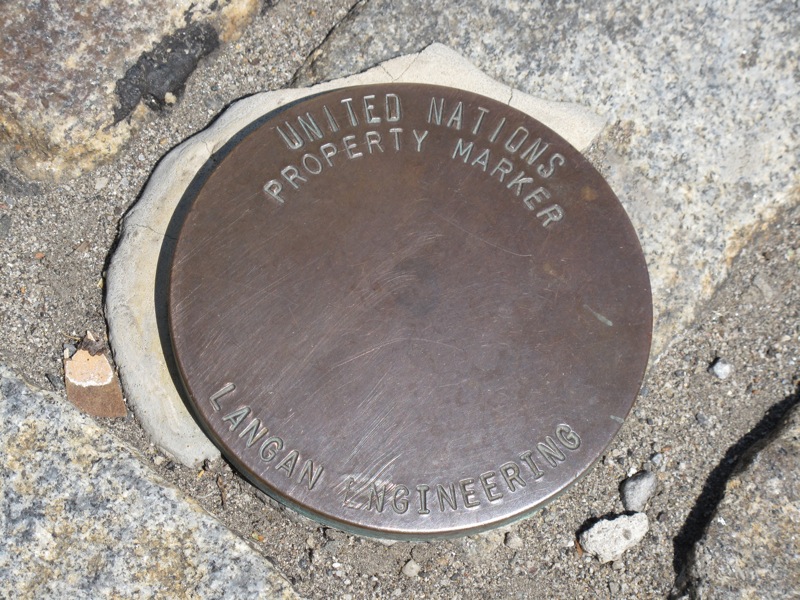 UNITED NATIONS
PROPERTY MARKER
LANGAN ENGINEERING